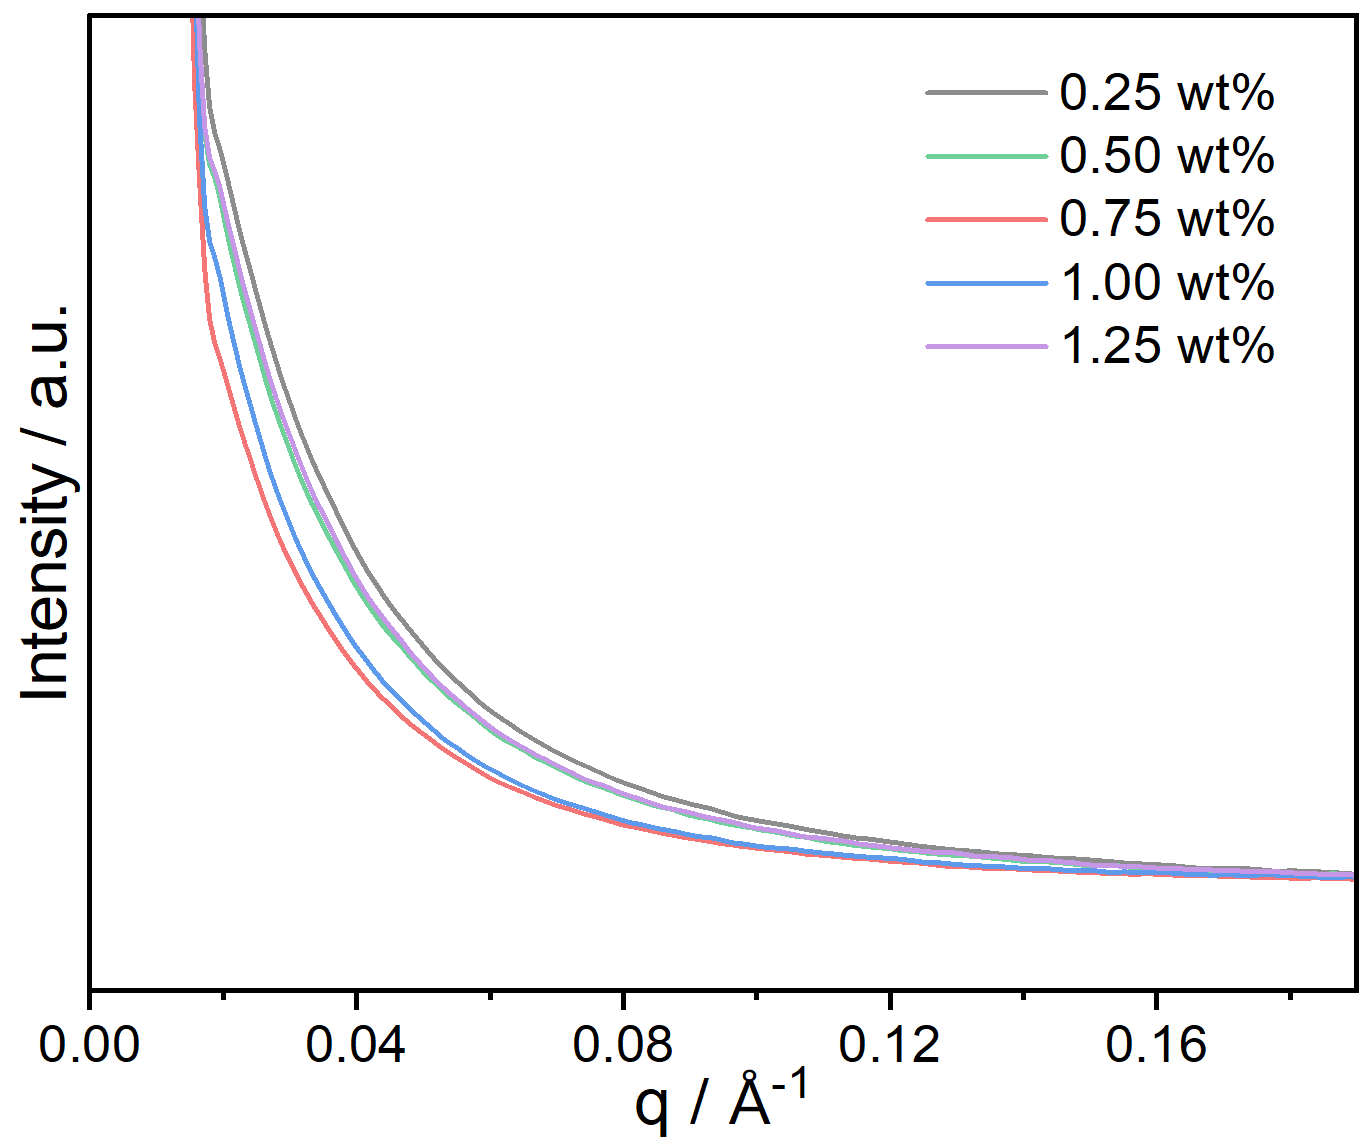 0.25 wt%
0.50 wt%
0.75 wt%
1.00 wt%
1.25 wt%
Intensity / a.u.
0.00 0.04 0.08 0.12 0.16
q / Å⁻¹